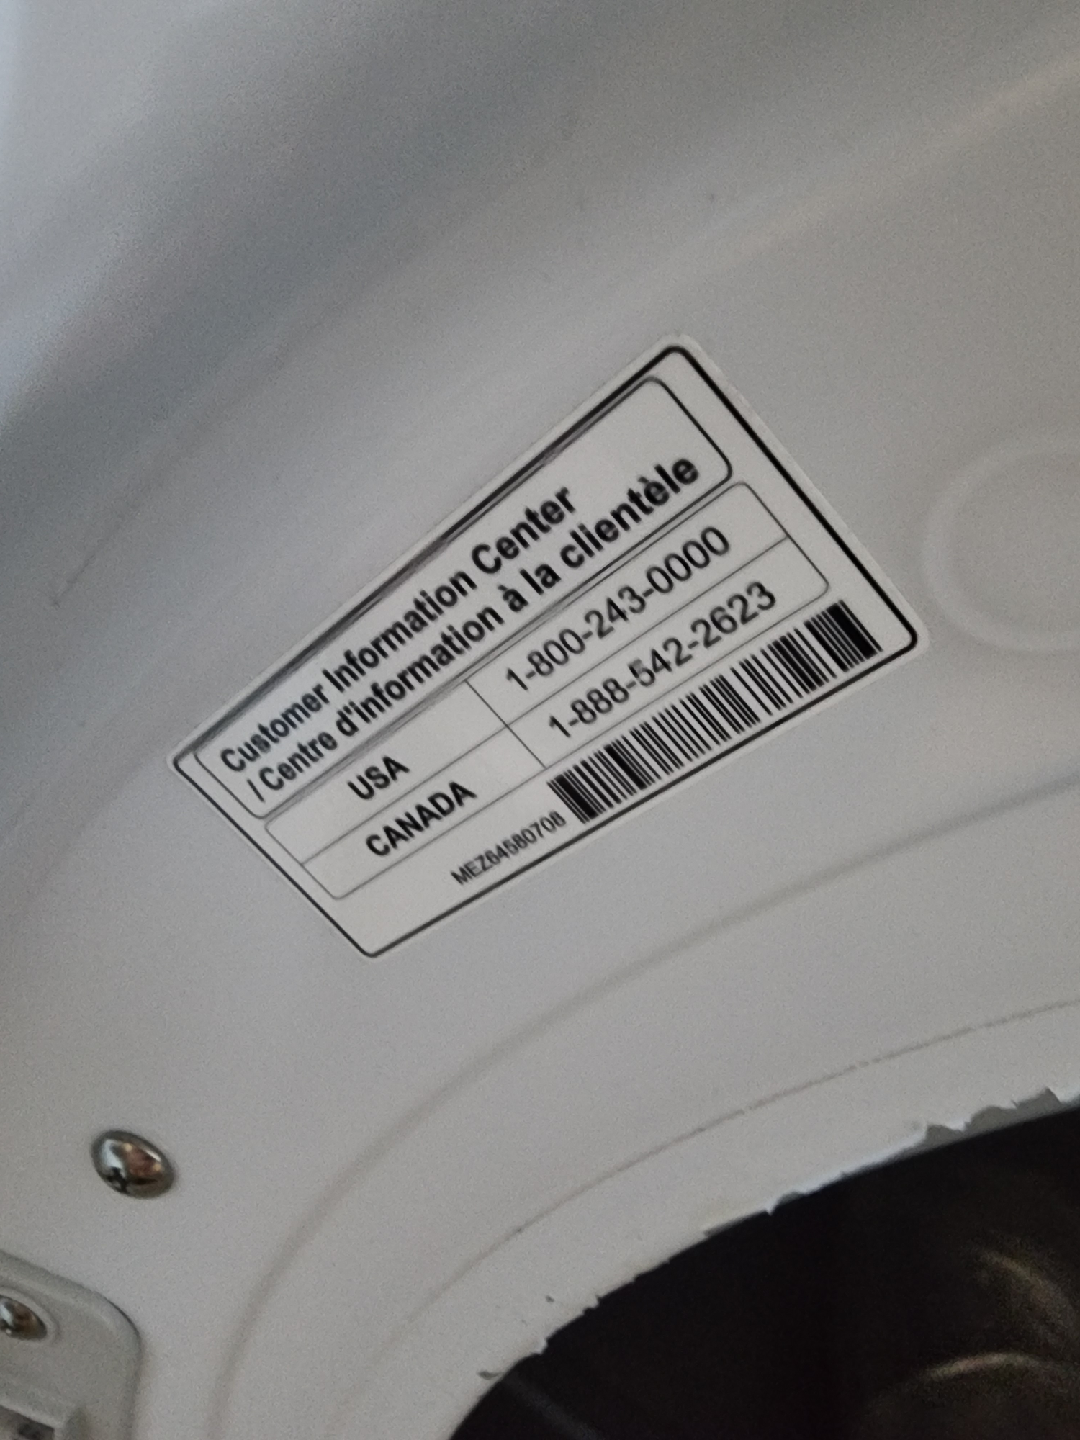 Customer Information Center
/ Centre d'information à la clientèle
USA 1-800-243-0000
CANADA 1-888-542-2623
MEZ64580708